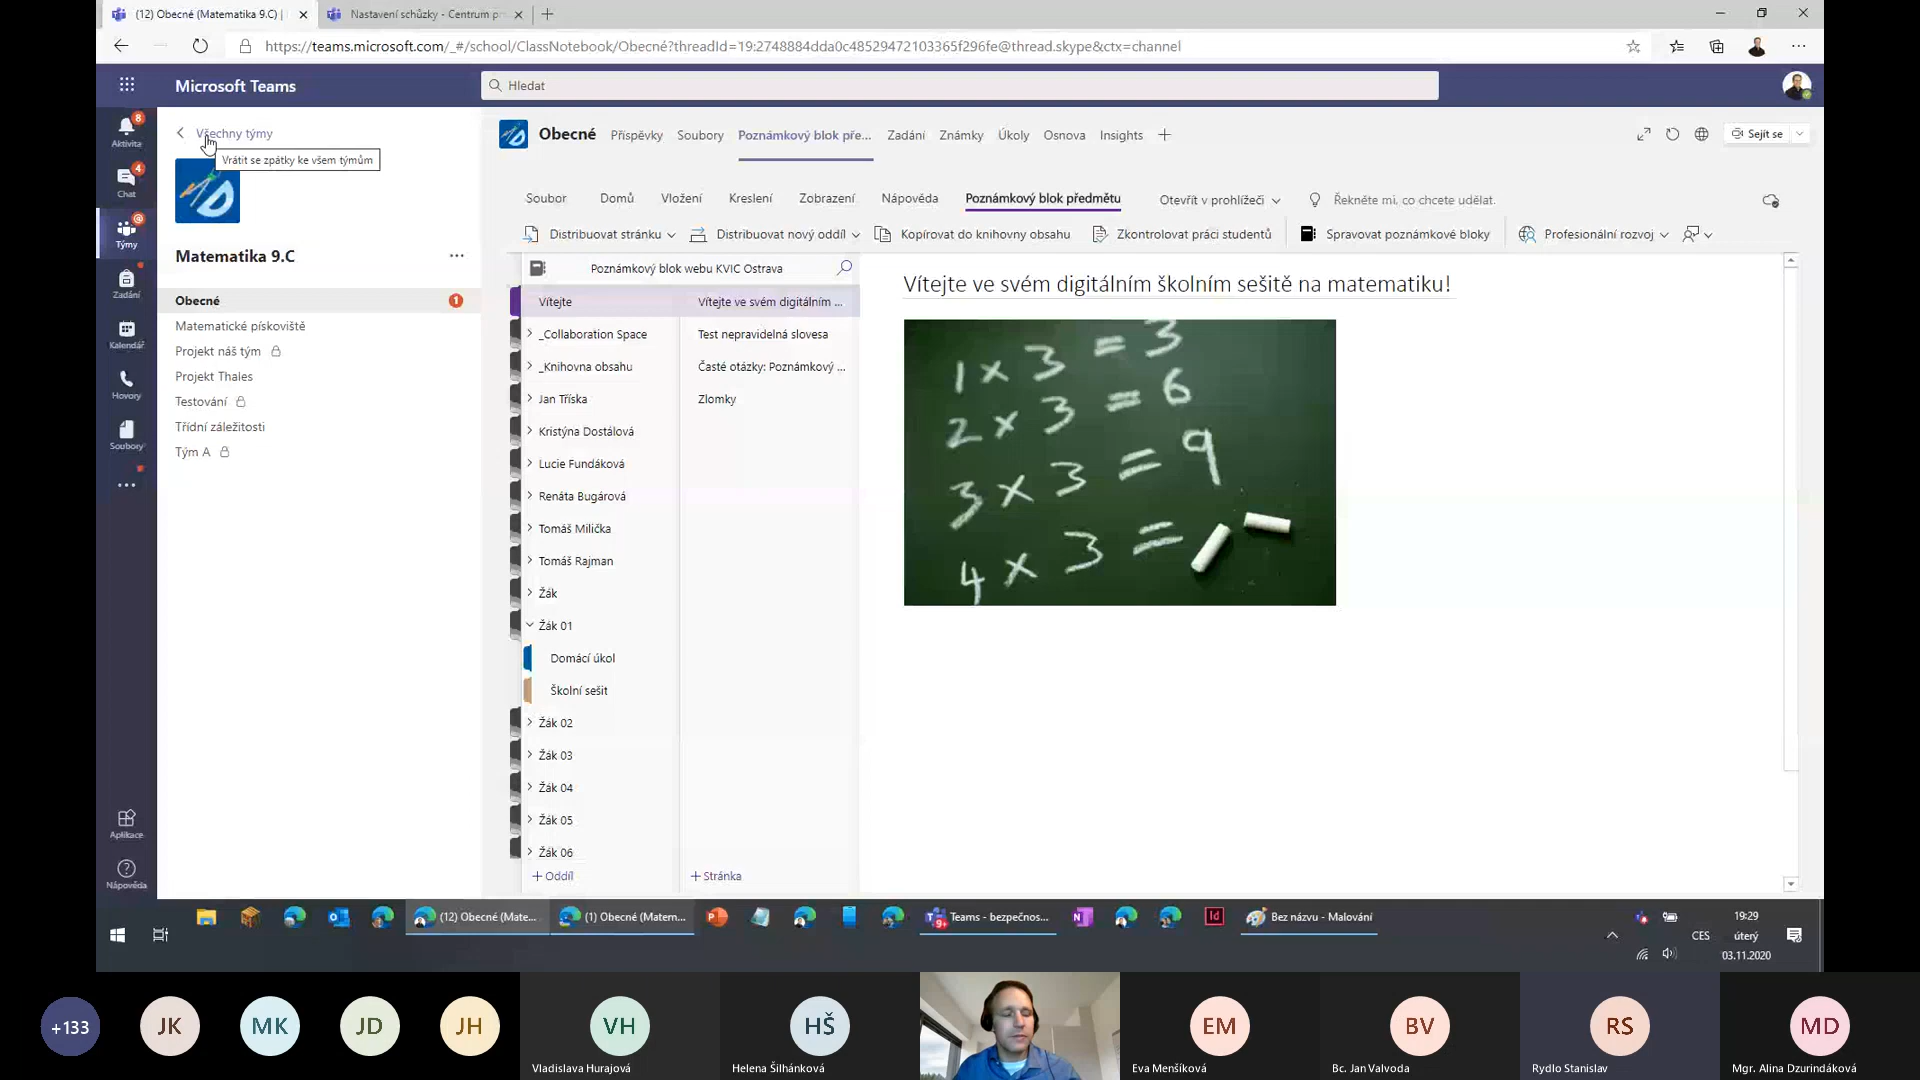 (12) Obecné (Matematika 9.C) |
Nastavení schůzky - Centrum p
https://teams.microsoft.com/_#/school/ClassNotebook/Obecné?threadId=19:2748884dda0c48529472103365f296fe@thread.skype&ctx=channel
Microsoft Teams
Hledat
8
Aktivita
4
Chat
Týmy
Zadání
Kalendář
Hovory
Soubory
Aplikace
Nápověda
Všechny týmy
Vrátit se zpátky ke všem týmům
Matematika 9.C
Obecné
1
Matematické pískoviště
Projekt náš tým
Projekt Thales
Testování
Třídní záležitosti
Tým A
Obecné Příspěvky Soubory Poznámkový blok pře... Zadání Známky Úkoly Osnova Insights
Sejít se
Soubor Domů Vložení Kreslení Zobrazení Nápověda Poznámkový blok předmětu Otevřít v prohlížeči Řekněte mi, co chcete udělat.
Distribuovat stránku Distribuovat nový oddíl Kopírovat do knihovny obsahu Zkontrolovat práci studentů Spravovat poznámkové bloky Profesionální rozvoj
Poznámkový blok webu KVIC Ostrava
Vítejte
_Collaboration Space
_Knihovna obsahu
Jan Tříska
Kristýna Dostálová
Lucie Fundáková
Renáta Bugárová
Tomáš Milička
Tomáš Rajman
Žák
Žák 01
Domácí úkol
Školní sešit
Žák 02
Žák 03
Žák 04
Žák 05
Žák 06
+ Oddíl
Vítejte ve svém digitálním ...
Test nepravidelná slovesa
Časté otázky: Poznámkový ...
Zlomky
+ Stránka
Vítejte ve svém digitálním školním sešitě na matematiku!
1 x 3 = 3
2 x 3 = 6
3 x 3 = 9
4 x 3 =
(12) Obecné (Mate...
(1) Obecné (Matem...
Teams - bezpečnos...
9+
Id
Bez názvu - Malování
CES
19:29
úterý
03.11.2020
+133
JK
MK
JD
JH
VH
Vladislava Hurajová
HŠ
Helena Šilhánková
EM
Eva Menšíková
BV
Bc. Jan Valvoda
RS
Rydlo Stanislav
MD
Mgr. Alina Dzurindáková